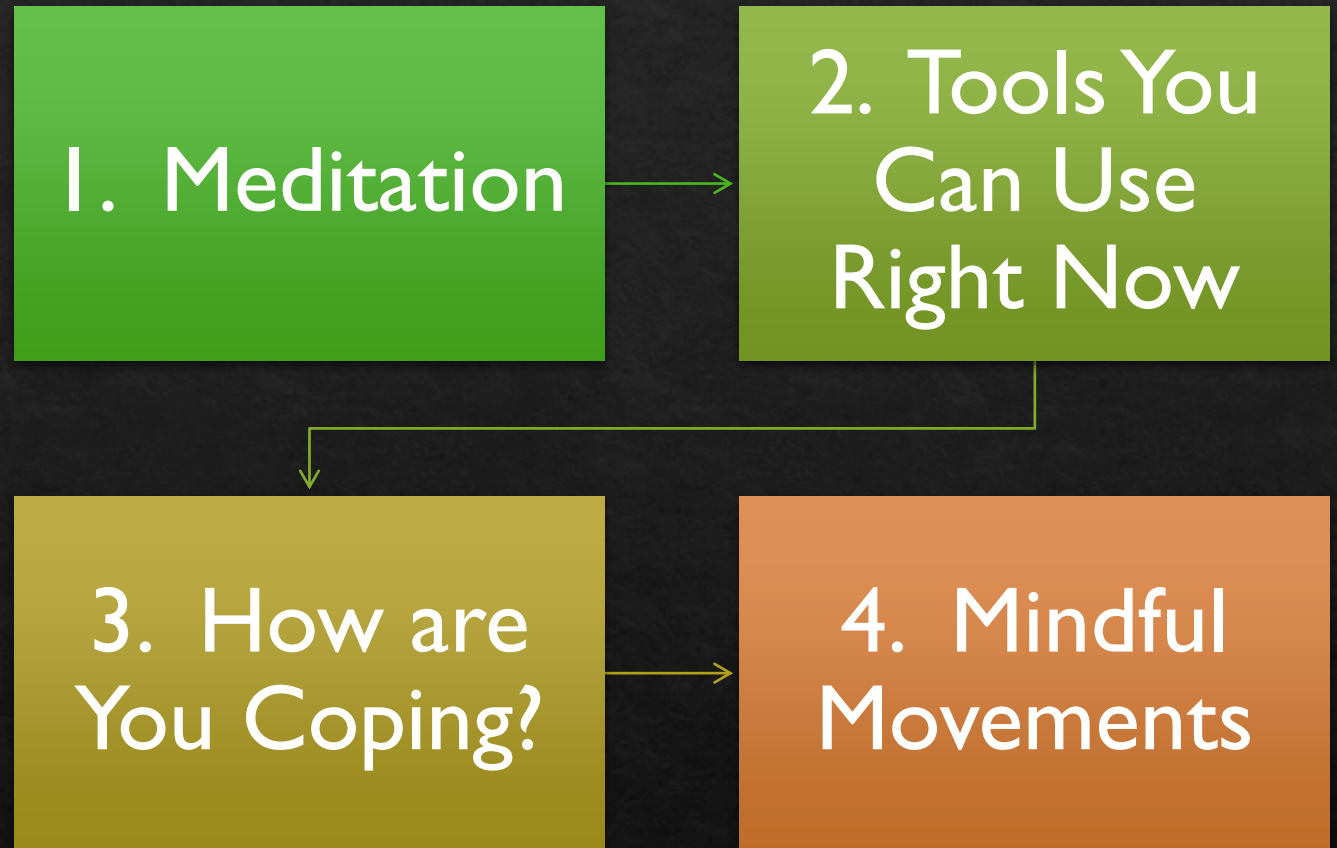 1. Meditation
2. Tools You
Can Use
Right Now
3. How are
You Coping?
4. Mindful
Movements